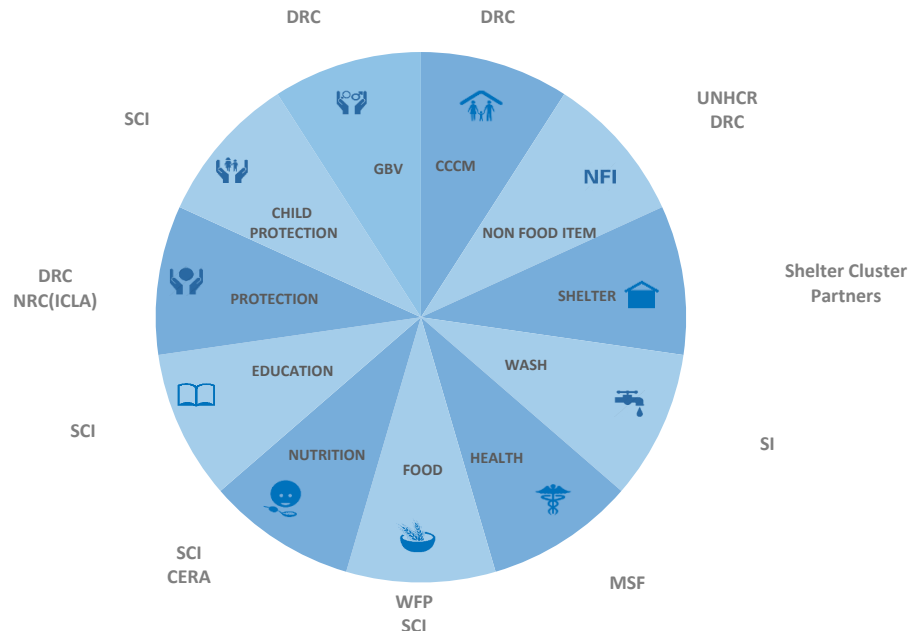 DRC
DRC
UNHCR
DRC
SCI
GBV
CCCM
NFI
CHILD
PROTECTION
NON FOOD ITEM
DRC
NRC(ICLA)
PROTECTION
SHELTER
Shelter Cluster
Partners
EDUCATION
WASH
SCI
SI
NUTRITION
FOOD
HEALTH
SCI
CERA
WFP
SCI
MSF